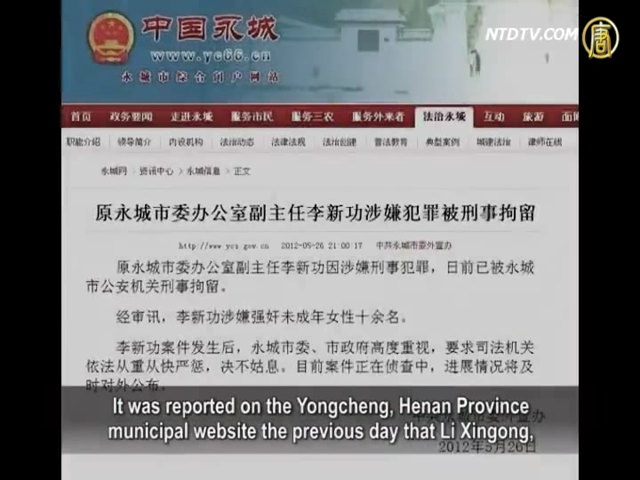 NTDTV.COM
唐
中国永城
www.yc66.cn
永城市综合门户网站
首页 政务要闻 走进永城 服务市民 服务三农 服务外来者 法治永城 互动 旅游 面
职能介绍 领导简介 内设机构 法治动态 法律法规 法治创建 普法教育 典型案例 城建法治 律师在线
永城网 > 资讯中心 > 永城信息 > 正文
原永城市委办公室副主任李新功涉嫌犯罪被刑事拘留
http://www.ycs.gov.cn 2012-05-26 21:00:17 中共永城市委外宣办
原永城市委办公室副主任李新功因涉嫌刑事犯罪，日前已被永城
市公安机关刑事拘留。
经审讯，李新功涉嫌强奸未成年女性十余名。
李新功案件发生后，永城市委、市政府高度重视，要求司法机关
依法从重从快严惩，决不姑息。目前案件正在侦查中，进展情况将及
时对外公布。
It was reported on the Yongcheng, Henan Province
中共永城市委外宣办
municipal website the previous day that Li Xingong,
2012年5月26日